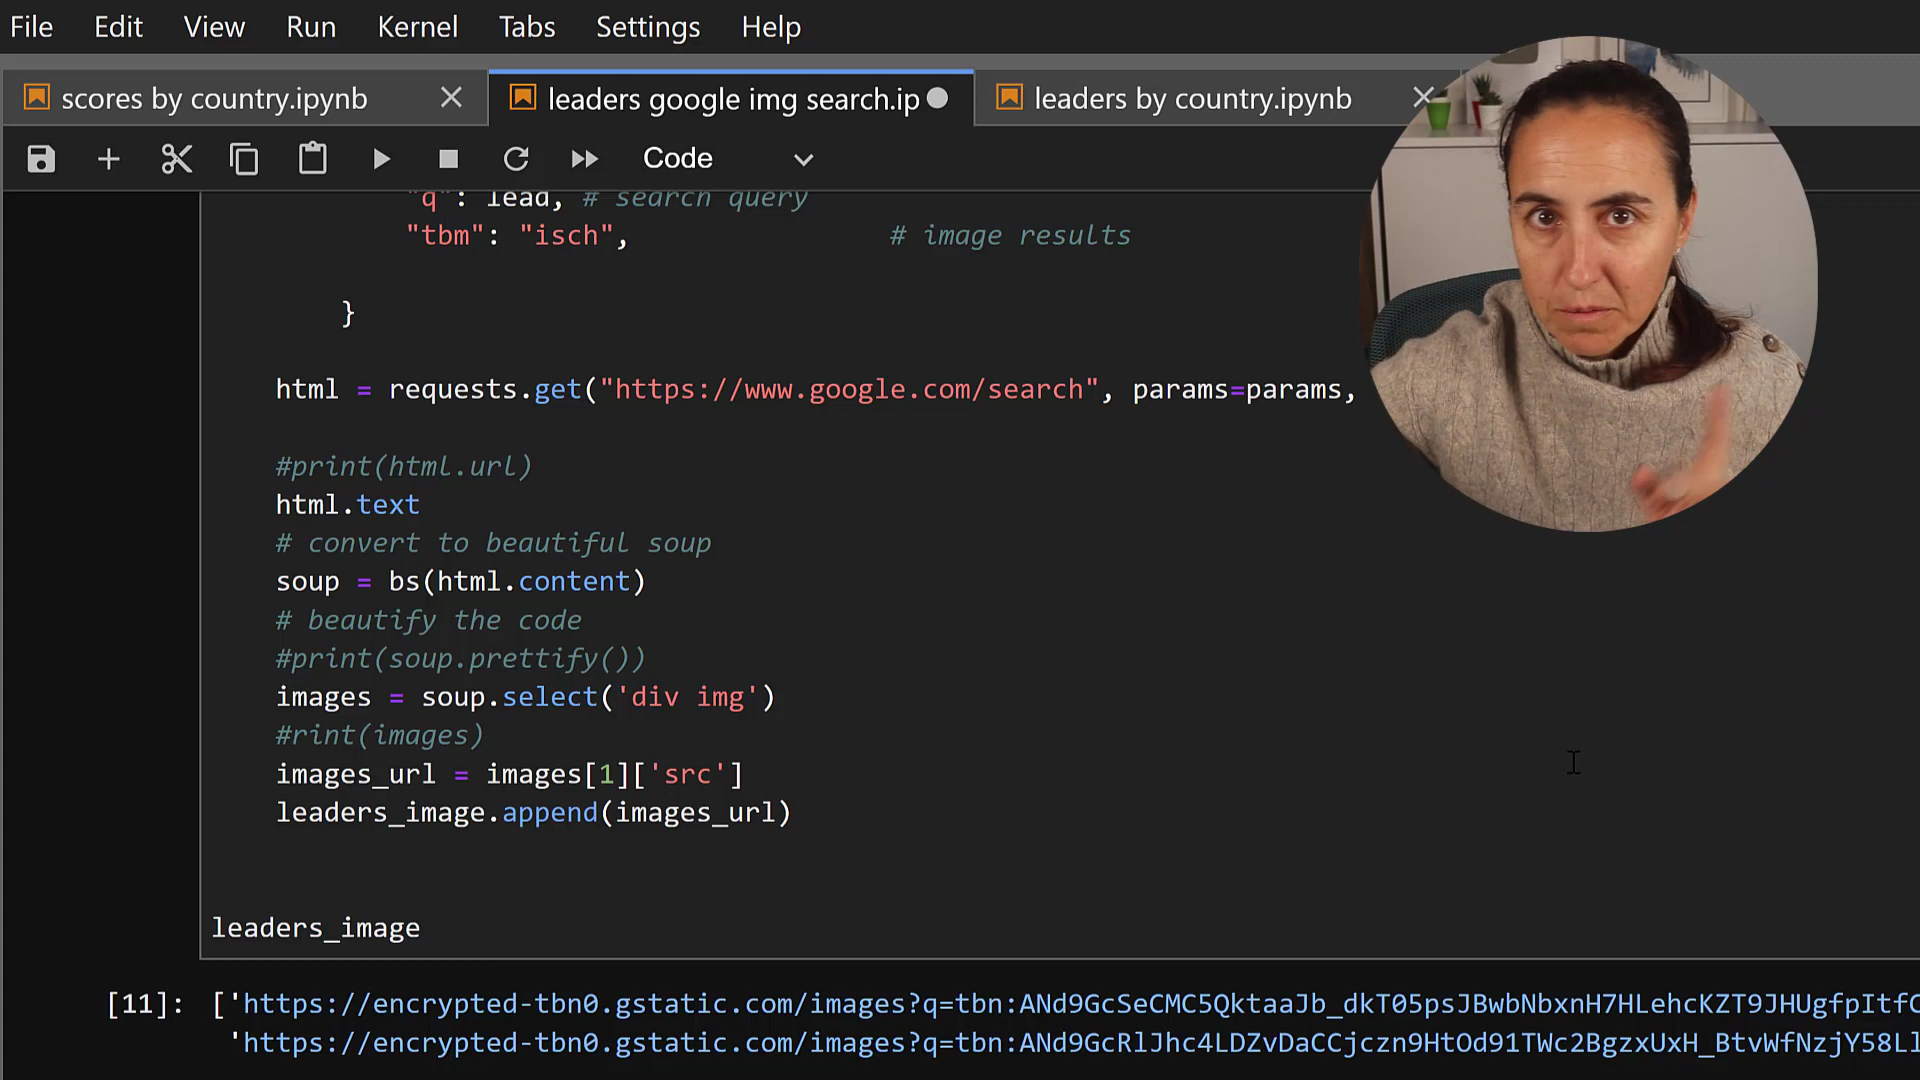 File Edit View Run Kernel Tabs Settings Help
scores by country.ipynb leaders google img search.ip leaders by country.ipynb
Code
"q": lead, # search query
"tbm": "isch", # image results
}
html = requests.get("https://www.google.com/search", params=params,
#print(html.url)
html.text
# convert to beautiful soup
soup = bs(html.content)
# beautify the code
#print(soup.prettify())
images = soup.select('div img')
#rint(images)
images_url = images[1]['src']
leaders_image.append(images_url)
leaders_image
[11]: ['https://encrypted-tbn0.gstatic.com/images?q=tbn:ANd9GcSeCMC5QktaaJb_dkT05psJBwbNbxnH7HLehcKZT9JHUgfpItfC
'https://encrypted-tbn0.gstatic.com/images?q=tbn:ANd9GcRlJhc4LDZvDaCCjczn9HtOd91TWc2BgzxUxH_BtvWfNzjY58Ll